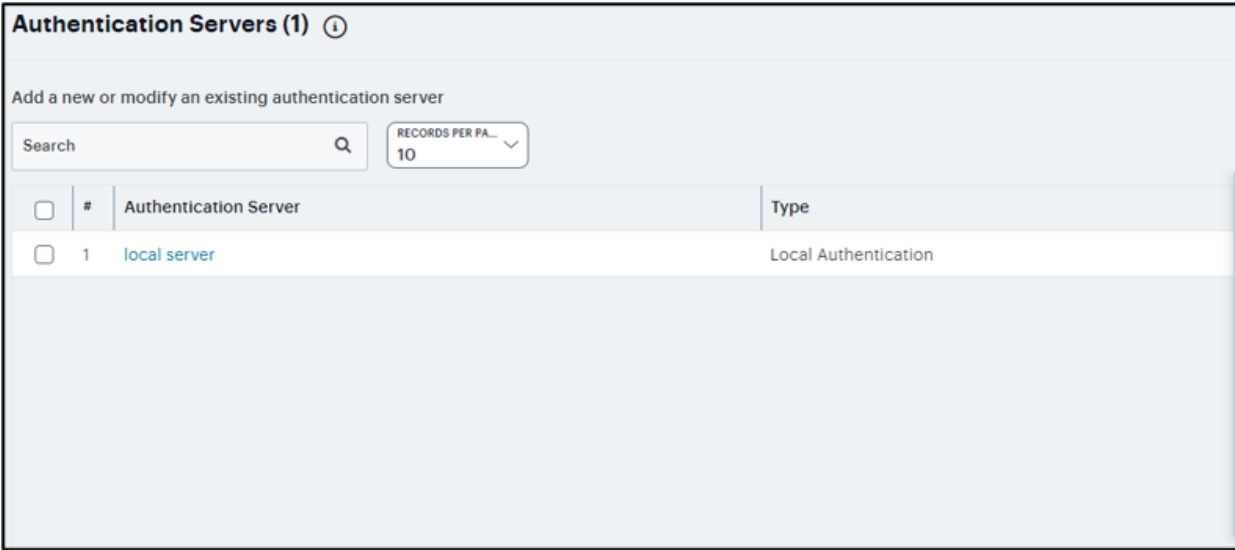 Authentication Servers (1)
Add a new or modify an existing authentication server
Search
RECORDS PER PA...
10
# Authentication Server Type
1 local server Local Authentication